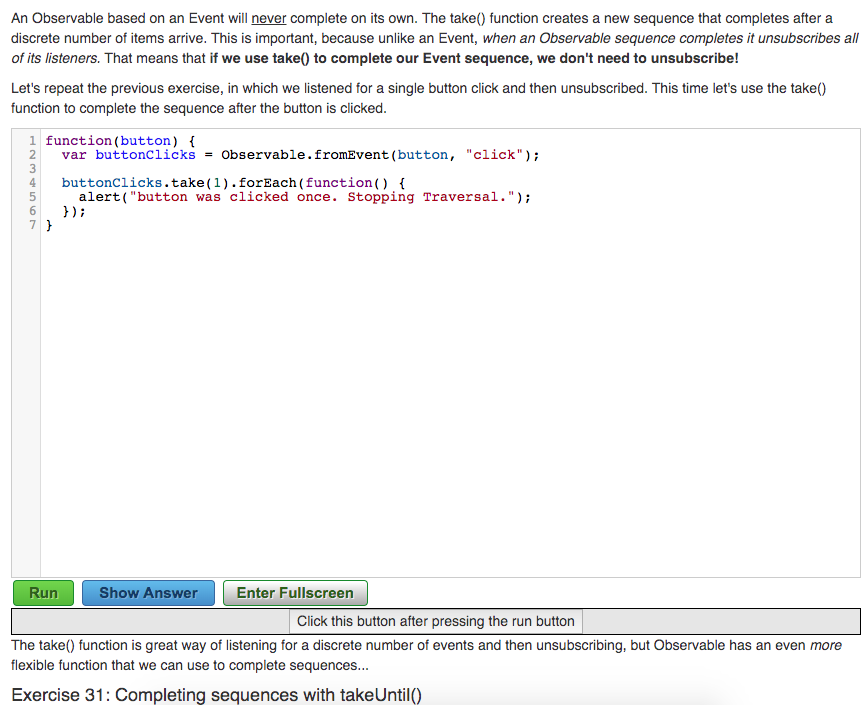 An Observable based on an Event will never complete on its own. The take() function creates a new sequence that completes after a
discrete number of items arrive. This is important, because unlike an Event, when an Observable sequence completes it unsubscribes all
of its listeners. That means that if we use take() to complete our Event sequence, we don't need to unsubscribe!
Let's repeat the previous exercise, in which we listened for a single button click and then unsubscribed. This time let's use the take()
function to complete the sequence after the button is clicked.
1 function(button) {
2   var buttonClicks = Observable.fromEvent(button, "click");
3
4   buttonClicks.take(1).forEach(function() {
5     alert("button was clicked once. Stopping Traversal.");
6   });
7 }
Run Show Answer Enter Fullscreen
Click this button after pressing the run button
The take() function is great way of listening for a discrete number of events and then unsubscribing, but Observable has an even more
flexible function that we can use to complete sequences...
Exercise 31: Completing sequences with takeUntil()